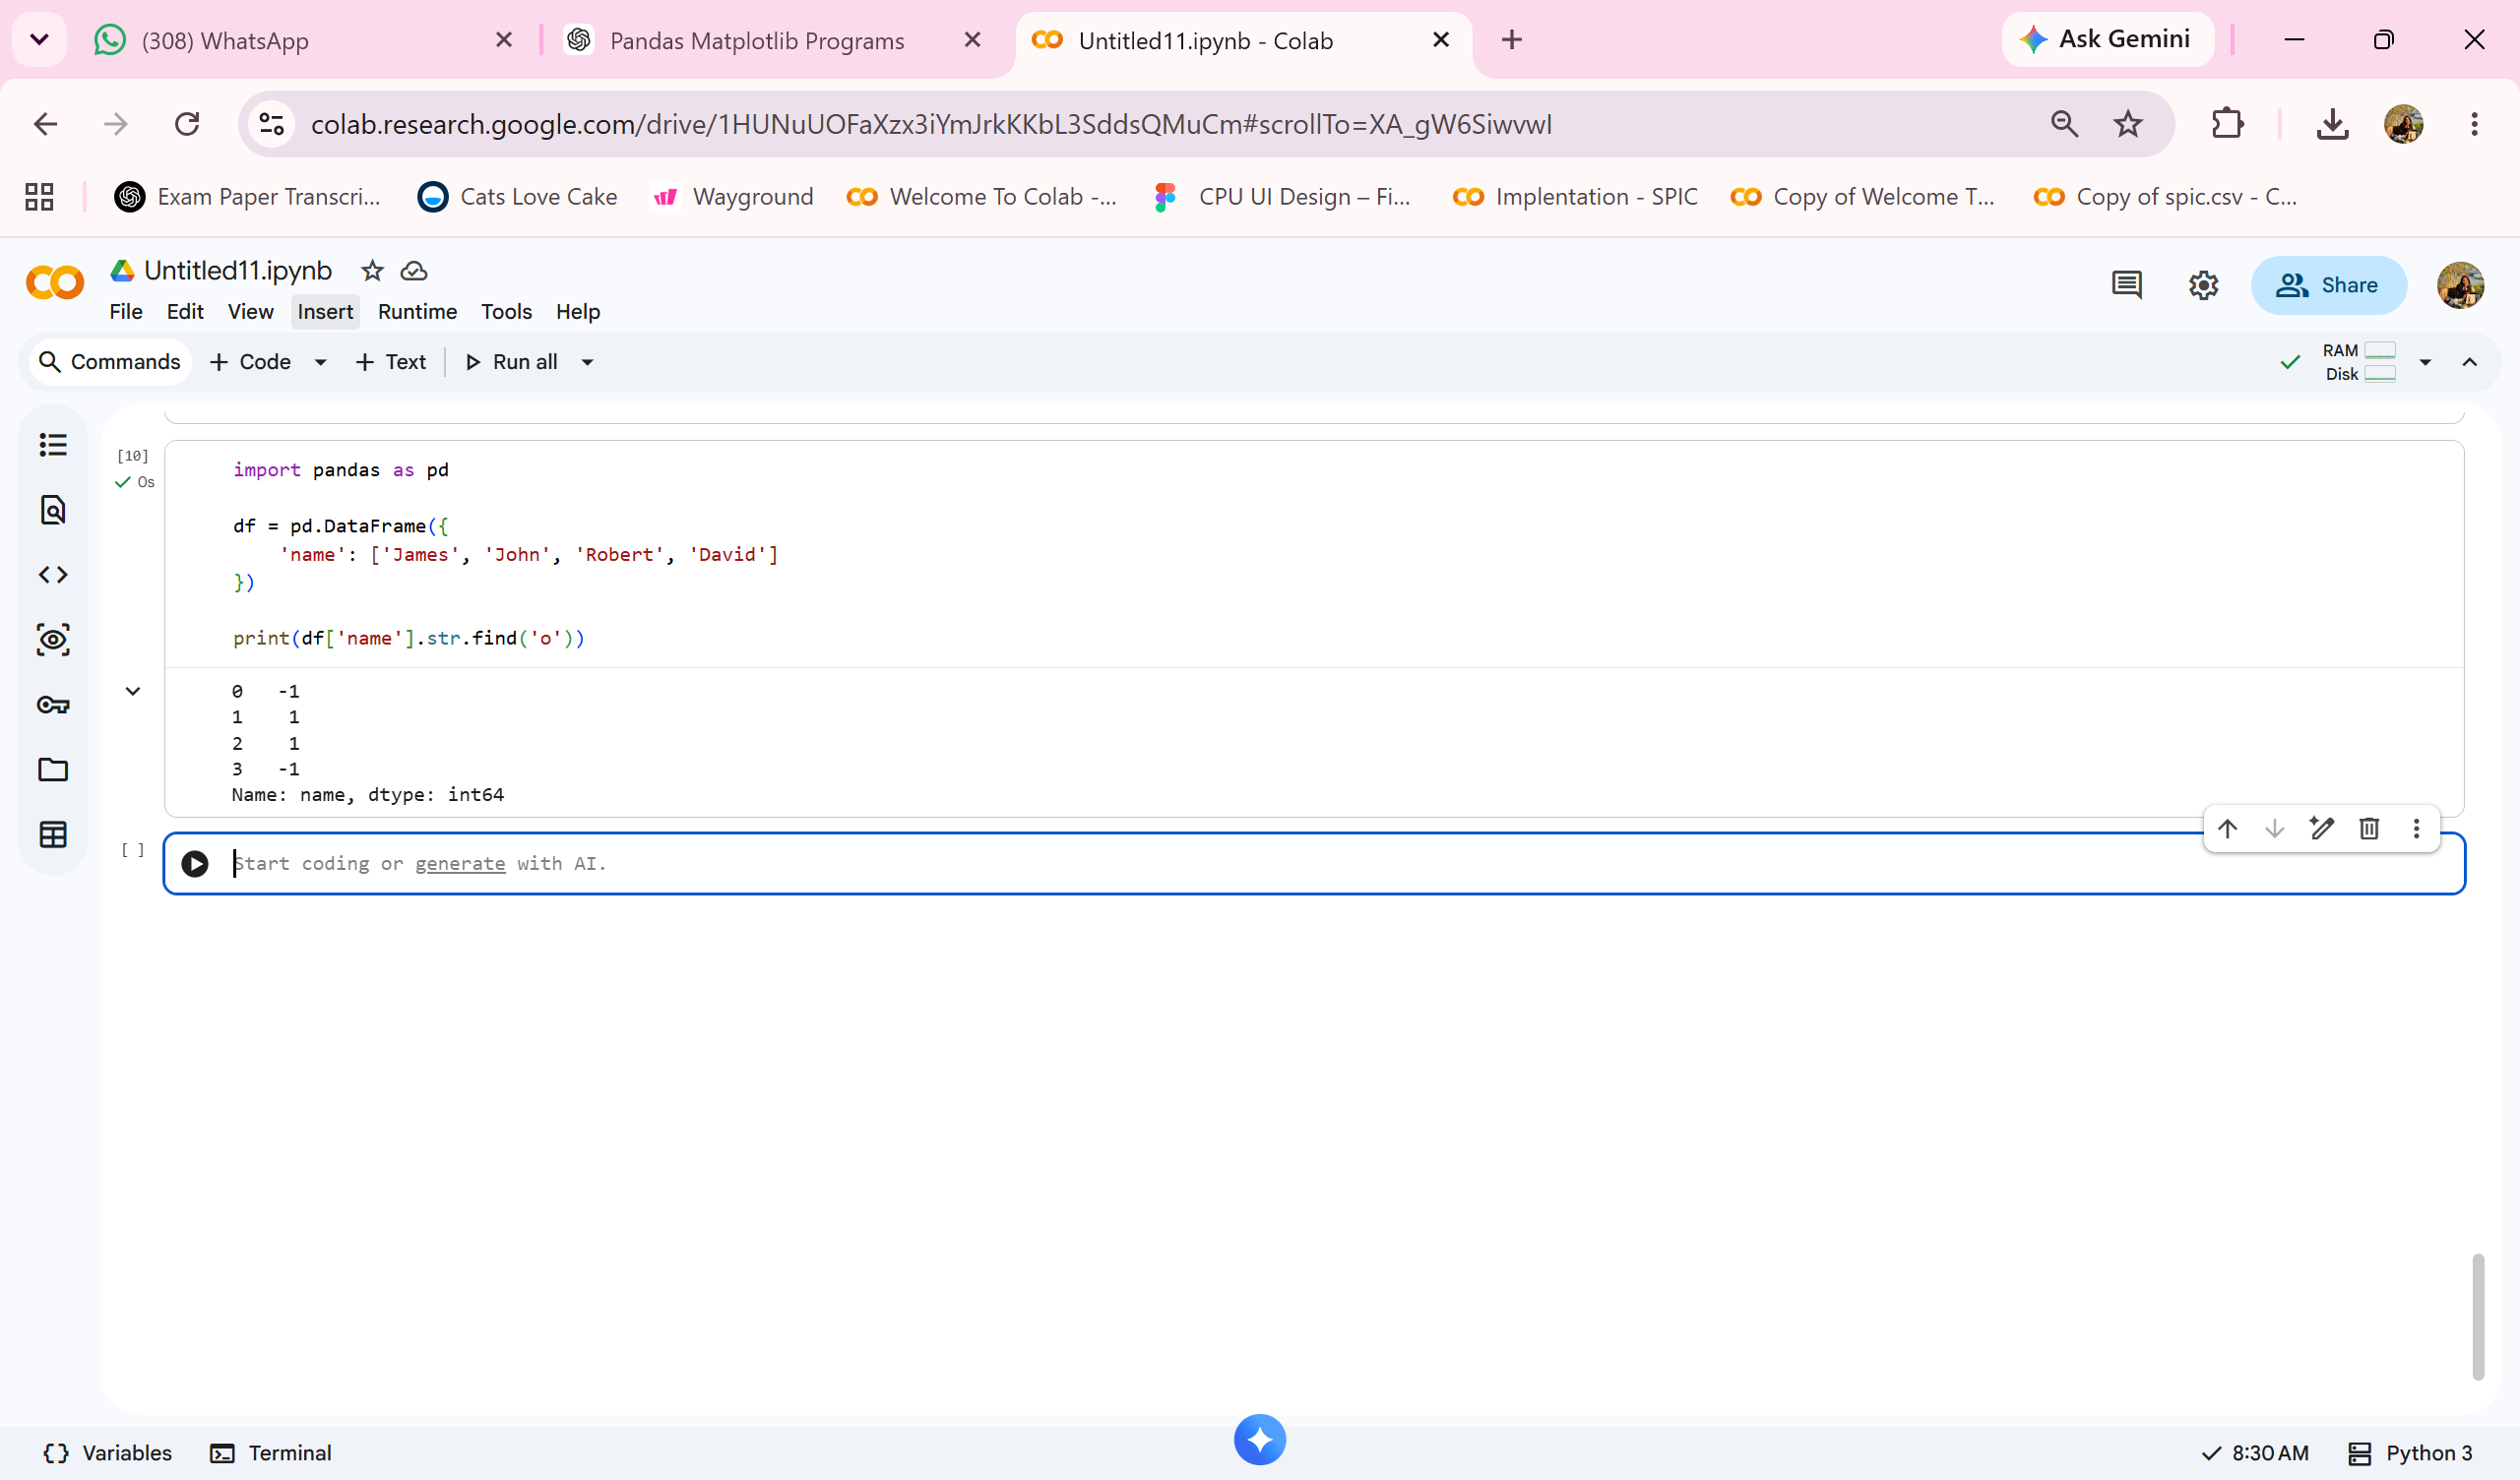 (308) WhatsApp
Pandas Matplotlib Programs
Untitled11.ipynb - Colab
Ask Gemini
colab.research.google.com/drive/1HUNuUOFaXzx3iYmJrkKKbL3SddsQMuCm#scrollTo=XA_gW6SiwvwI
Exam Paper Transcri...
Cats Love Cake
Wayground
Welcome To Colab -...
CPU UI Design – Fi...
Implentation - SPIC
Copy of Welcome T...
Copy of spic.csv - C...
Untitled11.ipynb
Share
File Edit View Insert Runtime Tools Help
Commands + Code + Text Run all
RAM
Disk
[10]
0s
import pandas as pd
df = pd.DataFrame({
    'name': ['James', 'John', 'Robert', 'David']
})
print(df['name'].str.find('o'))
0   -1
1    1
2    1
3   -1
Name: name, dtype: int64
[ ]
Start coding or generate with AI.
{} Variables
Terminal
8:30 AM
Python 3